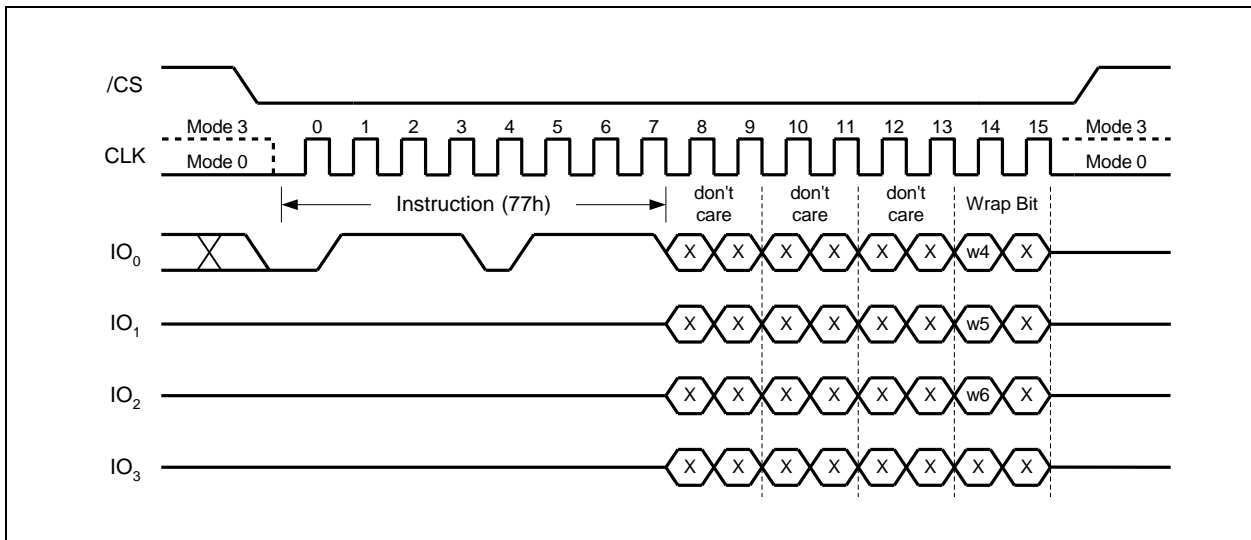 /CS
Mode 3 0 1 2 3 4 5 6 7 8 9 10 11 12 13 14 15 Mode 3
CLK Mode 0 Mode 0
Instruction (77h) don't care don't care don't care Wrap Bit
IO0 X X X X X X w4 X
IO1 X X X X X X w5 X
IO2 X X X X X X w6 X
IO3 X X X X X X X X